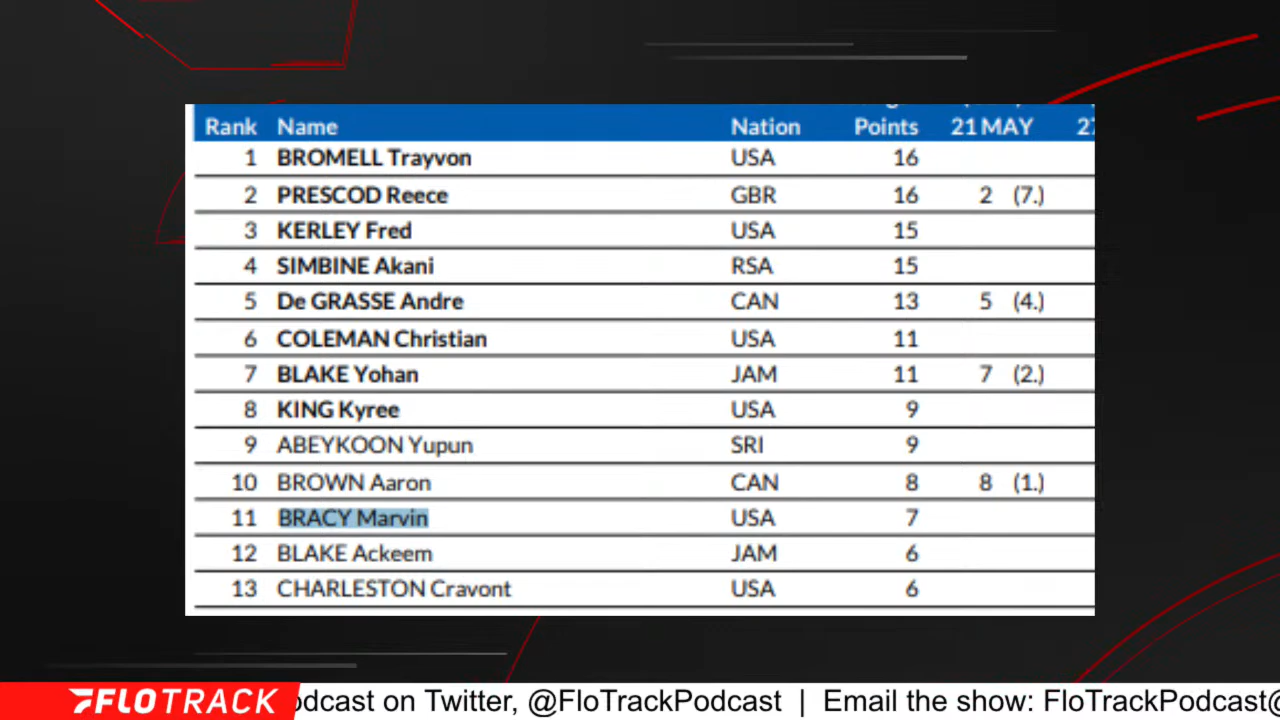 Rank Name Nation Points 21 MAY 27
1 BROMELL Trayvon USA 16
2 PRESCOD Reece GBR 16 2 (7.)
3 KERLEY Fred USA 15
4 SIMBINE Akani RSA 15
5 De GRASSE Andre CAN 13 5 (4.)
6 COLEMAN Christian USA 11
7 BLAKE Yohan JAM 11 7 (2.)
8 KING Kyree USA 9
9 ABEYKOON Yupun SRI 9
10 BROWN Aaron CAN 8 8 (1.)
11 BRACY Marvin USA 7
12 BLAKE Ackeem JAM 6
13 CHARLESTON Cravont USA 6
FLOTRACK odcast on Twitter, @FloTrackPodcast | Email the show: FloTrackPodcast@